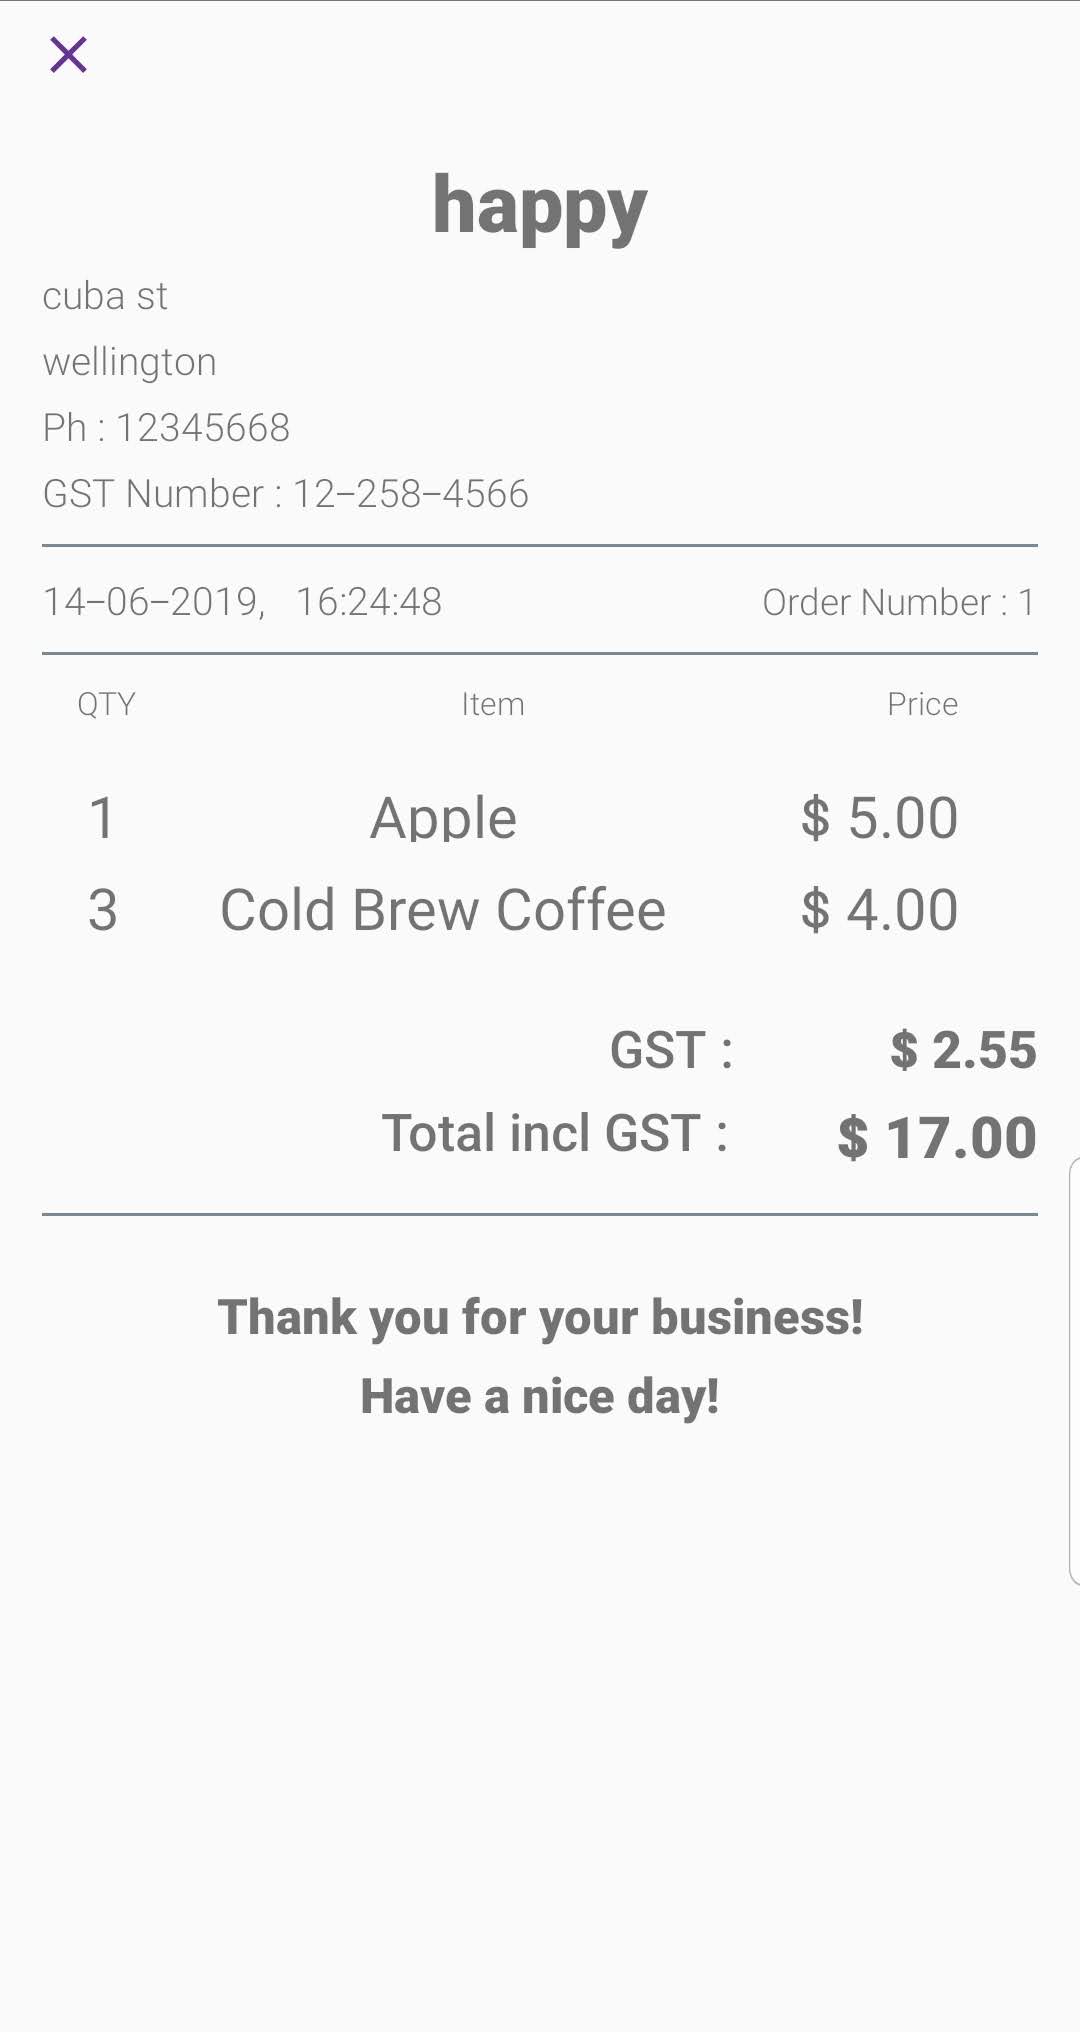 happy
cuba st
wellington
Ph : 12345668
GST Number : 12-258-4566
14-06-2019, 16:24:48 Order Number : 1
QTY Item Price
1 Apple $ 5.00
3 Cold Brew Coffee $ 4.00
GST : $ 2.55
Total incl GST : $ 17.00
Thank you for your business!
Have a nice day!